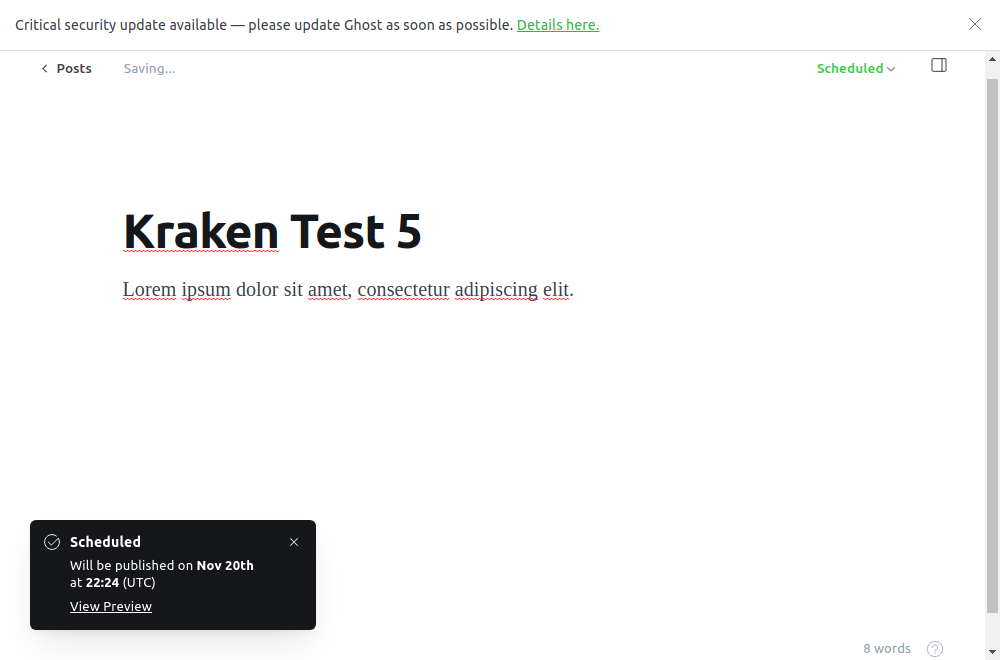 Critical security update available — please update Ghost as soon as possible. Details here.
Posts Saving... Scheduled
Kraken Test 5
Lorem ipsum dolor sit amet, consectetur adipiscing elit.
Scheduled
Will be published on Nov 20th
at 22:24 (UTC)
View Preview
8 words ?